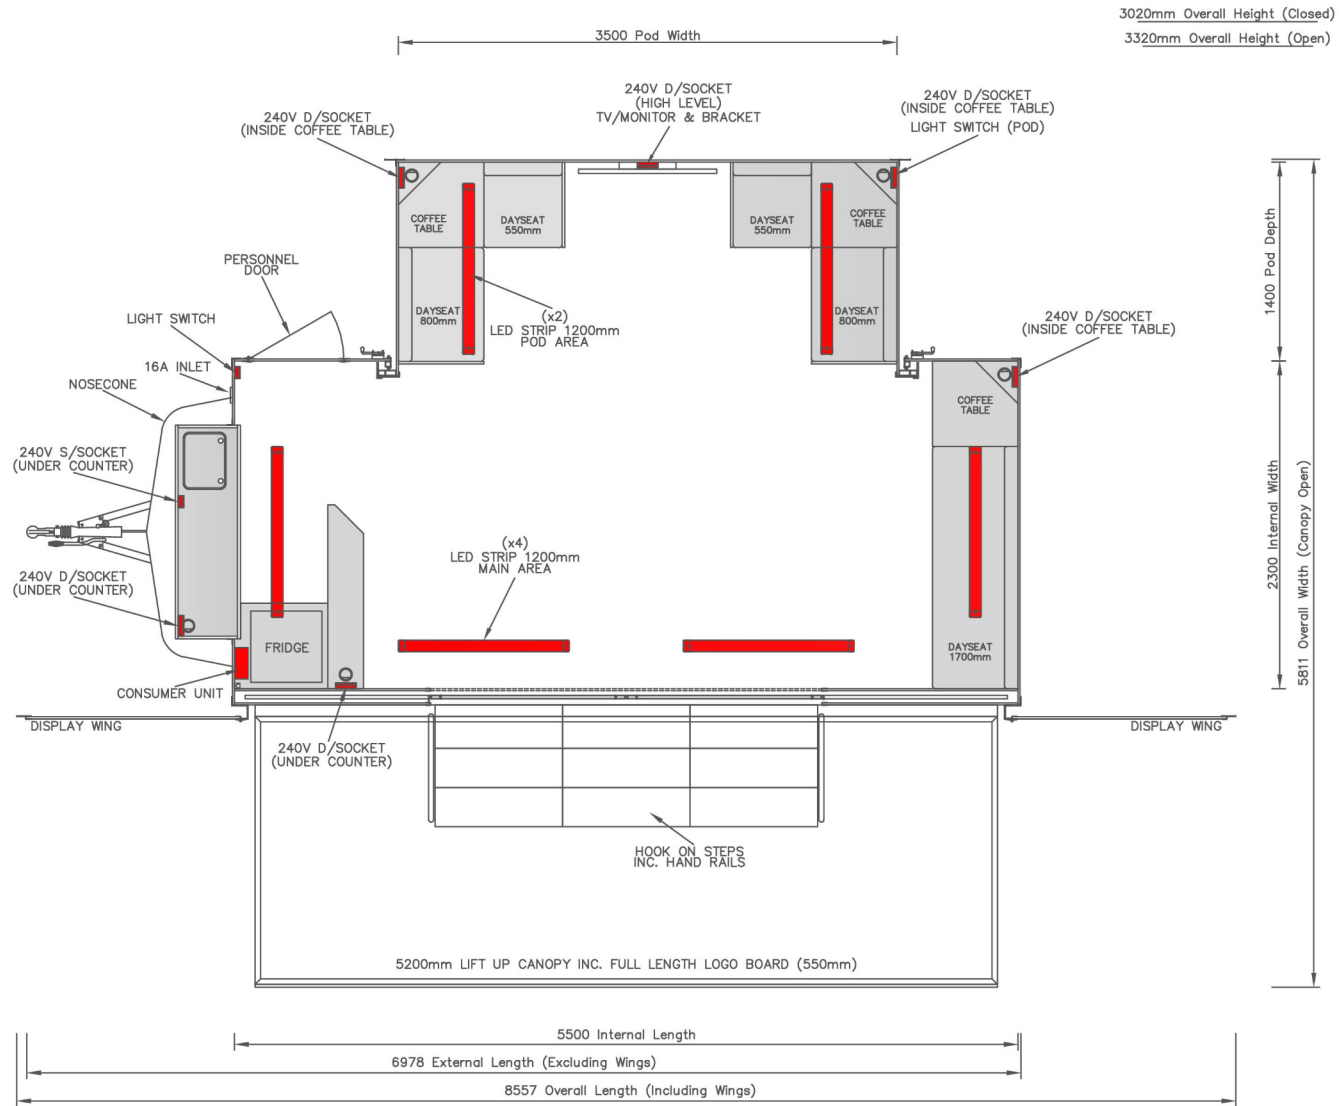 3020mm Overall Height (Closed)
3320mm Overall Height (Open)
3500 Pod Width
240V D/SOCKET
(HIGH LEVEL)
TV/MONITOR & BRACKET
240V D/SOCKET
(INSIDE COFFEE TABLE)
LIGHT SWITCH (POD)
240V D/SOCKET
(INSIDE COFFEE TABLE)
COFFEE
TABLE
DAYSEAT
550mm
DAYSEAT
550mm
COFFEE
TABLE
1400 Pod Depth
PERSONNEL
DOOR
DAYSEAT
800mm
(x2)
LED STRIP 1200mm
POD AREA
DAYSEAT
800mm
LIGHT SWITCH
240V D/SOCKET
(INSIDE COFFEE TABLE)
16A INLET
NOSECONE
COFFEE
TABLE
240V S/SOCKET
(UNDER COUNTER)
2300 Internal Width
5811 Overall Width (Canopy Open)
(x4)
LED STRIP 1200mm
MAIN AREA
240V D/SOCKET
(UNDER COUNTER)
FRIDGE
DAYSEAT
1700mm
CONSUMER UNIT
DISPLAY WING
DISPLAY WING
240V D/SOCKET
(UNDER COUNTER)
HOOK ON STEPS
INC. HAND RAILS
5200mm LIFT UP CANOPY INC. FULL LENGTH LOGO BOARD (550mm)
5500 Internal Length
6978 External Length (Excluding Wings)
8557 Overall Length (Including Wings)